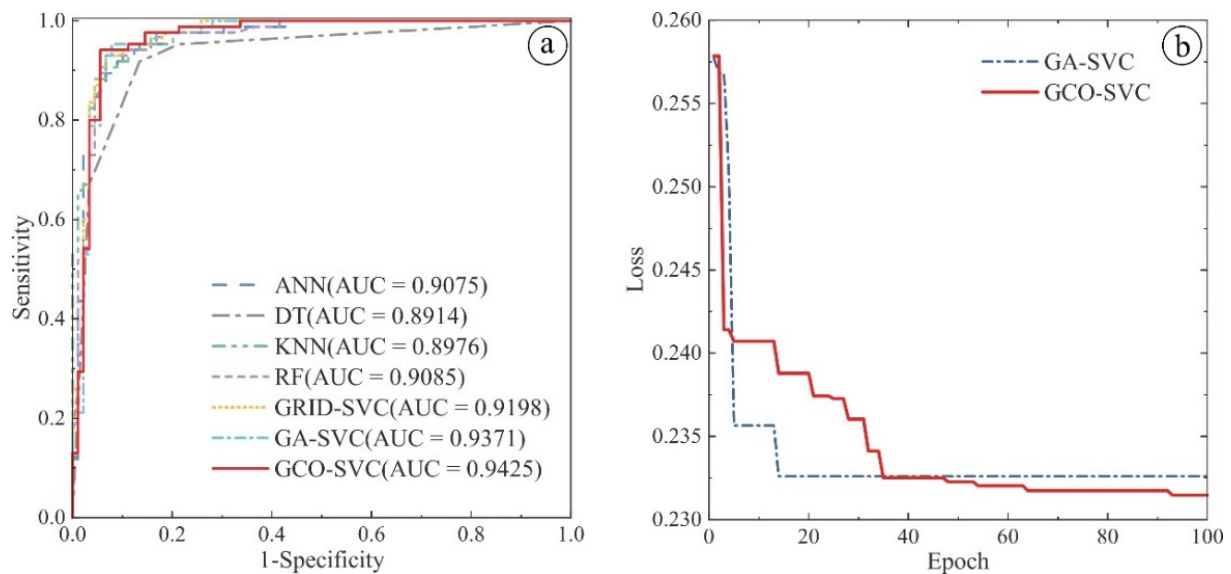 a
1.0
0.8
0.6
0.4
0.2
0.0
Sensitivity
ANN(AUC = 0.9075)
DT(AUC = 0.8914)
KNN(AUC = 0.8976)
RF(AUC = 0.9085)
GRID-SVC(AUC = 0.9198)
GA-SVC(AUC = 0.9371)
GCO-SVC(AUC = 0.9425)
0.0 0.2 0.4 0.6 0.8 1.0
1-Specificity
b
0.260
0.255
0.250
0.245
0.240
0.235
0.230
Loss
GA-SVC
GCO-SVC
0 20 40 60 80 100
Epoch